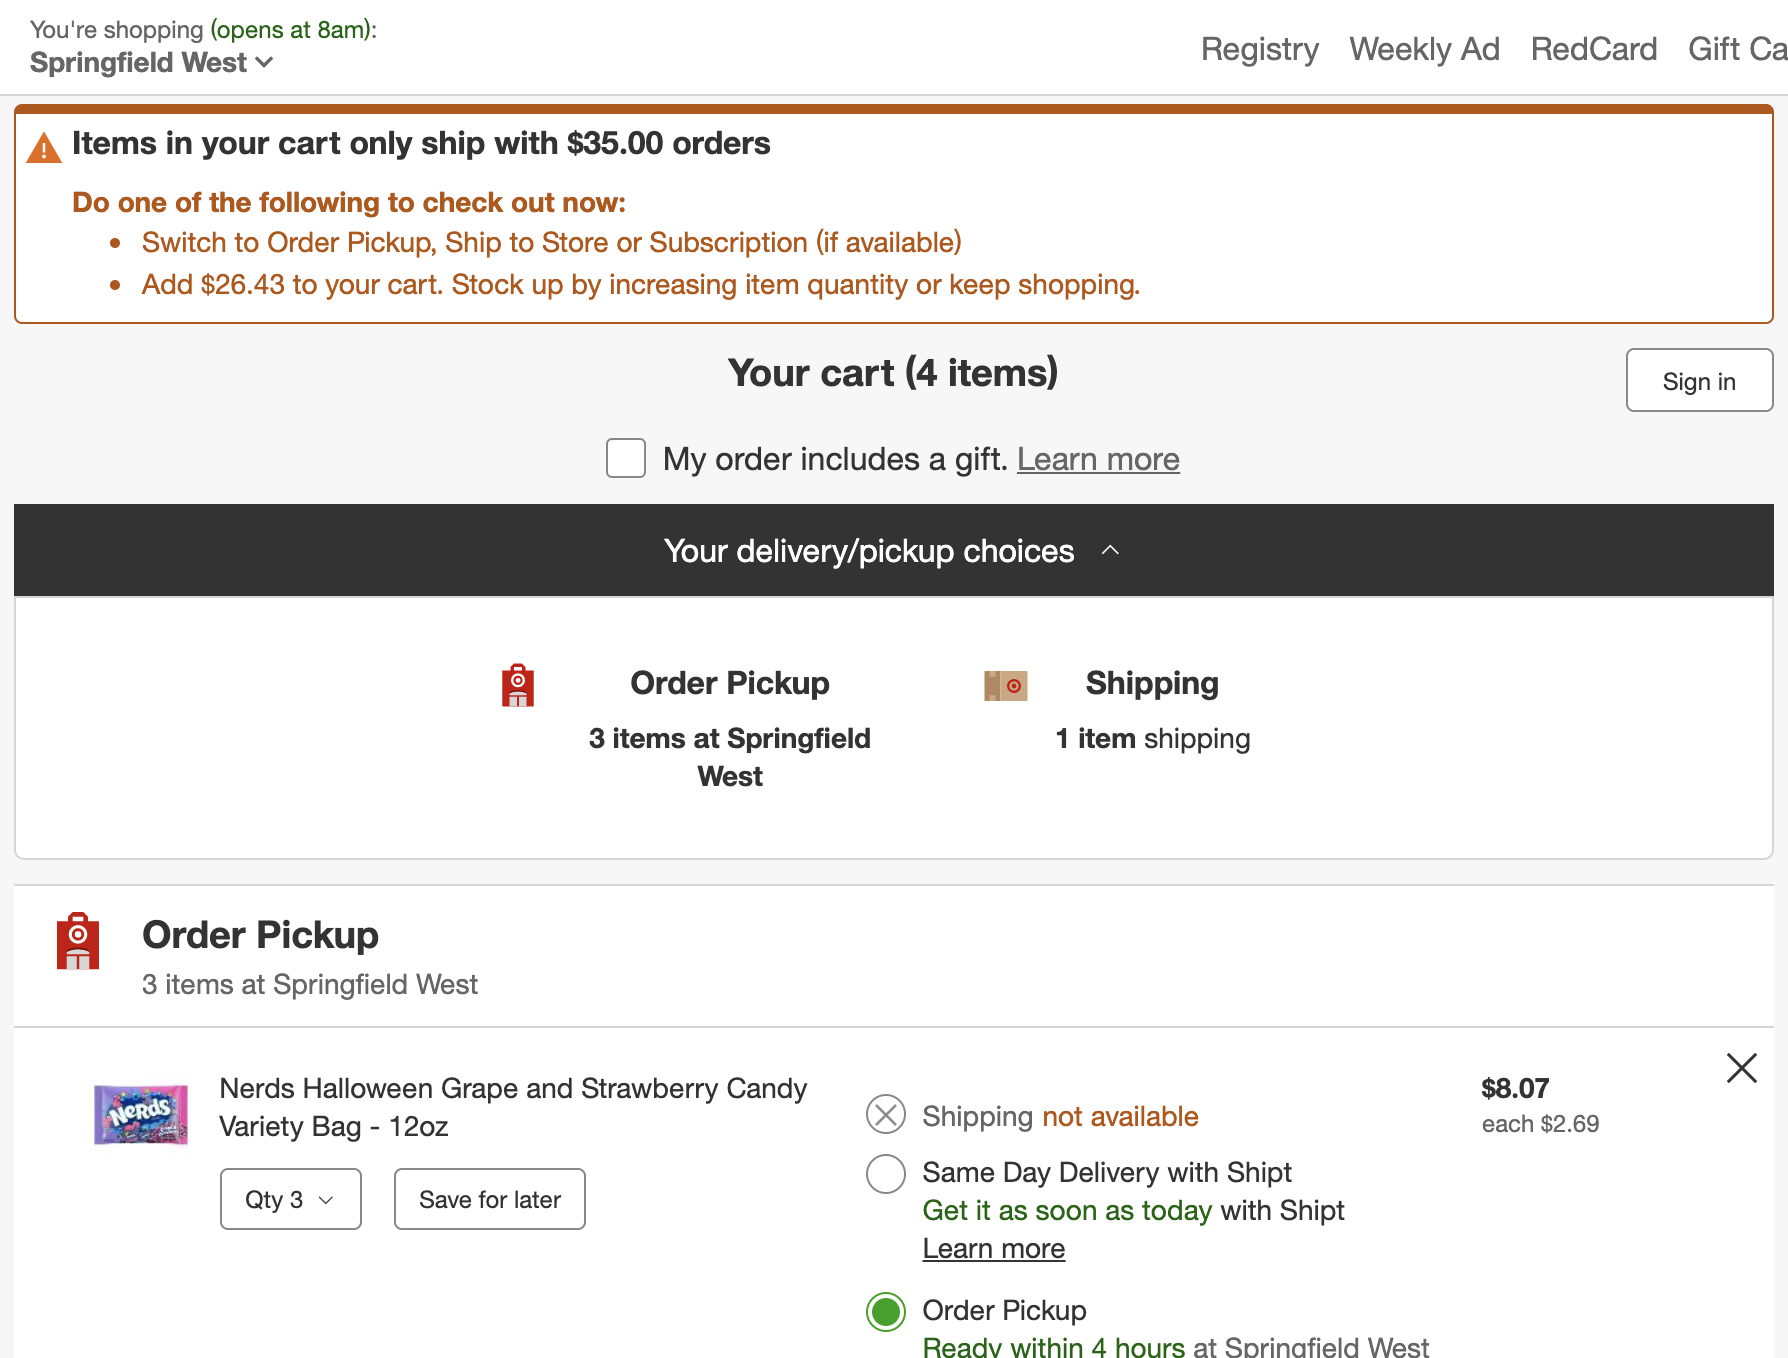 You're shopping (opens at 8am):
Springfield West
Registry Weekly Ad RedCard Gift Ca
Items in your cart only ship with $35.00 orders
Do one of the following to check out now:
• Switch to Order Pickup, Ship to Store or Subscription (if available)
• Add $26.43 to your cart. Stock up by increasing item quantity or keep shopping.
Your cart (4 items)
Sign in
My order includes a gift. Learn more
Your delivery/pickup choices
Order Pickup
3 items at Springfield
West
Shipping
1 item shipping
Order Pickup
3 items at Springfield West
NERDS
Nerds Halloween Grape and Strawberry Candy
Variety Bag - 12oz
Qty 3
Save for later
Shipping not available
Same Day Delivery with Shipt
Get it as soon as today with Shipt
Learn more
Order Pickup
Ready within 4 hours at Springfield West
$8.07
each $2.69